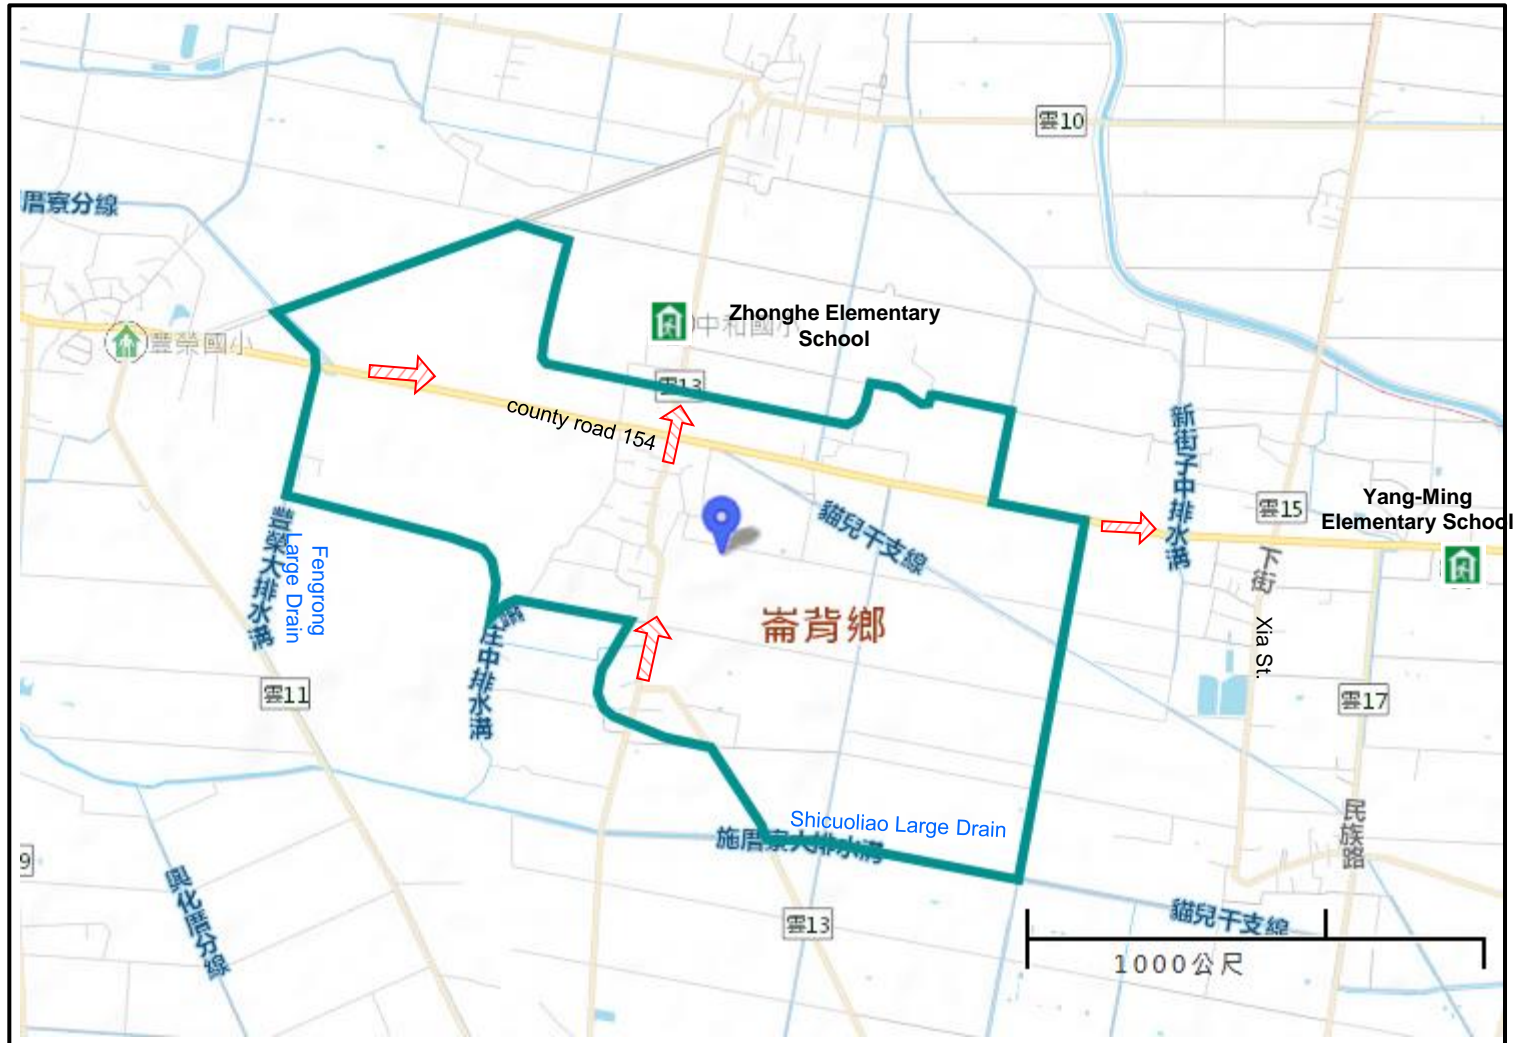 雲10
厝寮分線
豐榮國小
Zhonghe Elementary
School
中和國小
雲13
county road 154
新街子中排水溝
貓兒干支線
雲15
Yang-Ming
Elementary School
下街
Xia St.
豐榮大排水溝
Fengrong
Large Drain
庄中排水溝
崙背鄉
雲11
雲17
Shicuoliao Large Drain
施厝寮大排水溝
民族路
9
興化厝分線
雲13
貓兒干支線
1000公尺